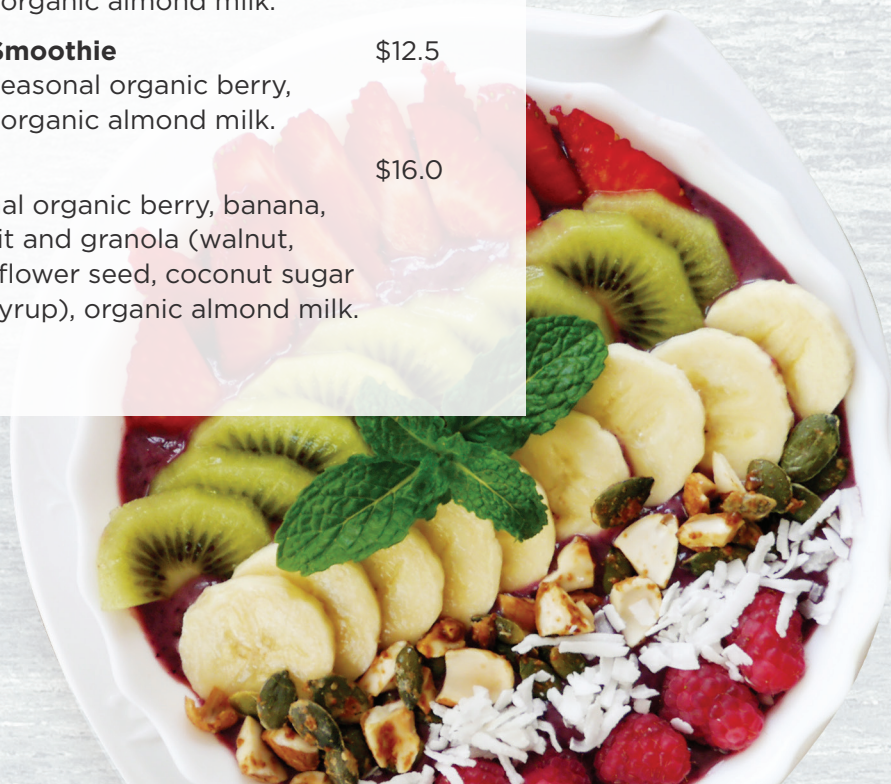 organic almond milk.
Smoothie $12.5
easonal organic berry,
organic almond milk.
$16.0
al organic berry, banana,
it and granola (walnut,
flower seed, coconut sugar
yrup), organic almond milk.